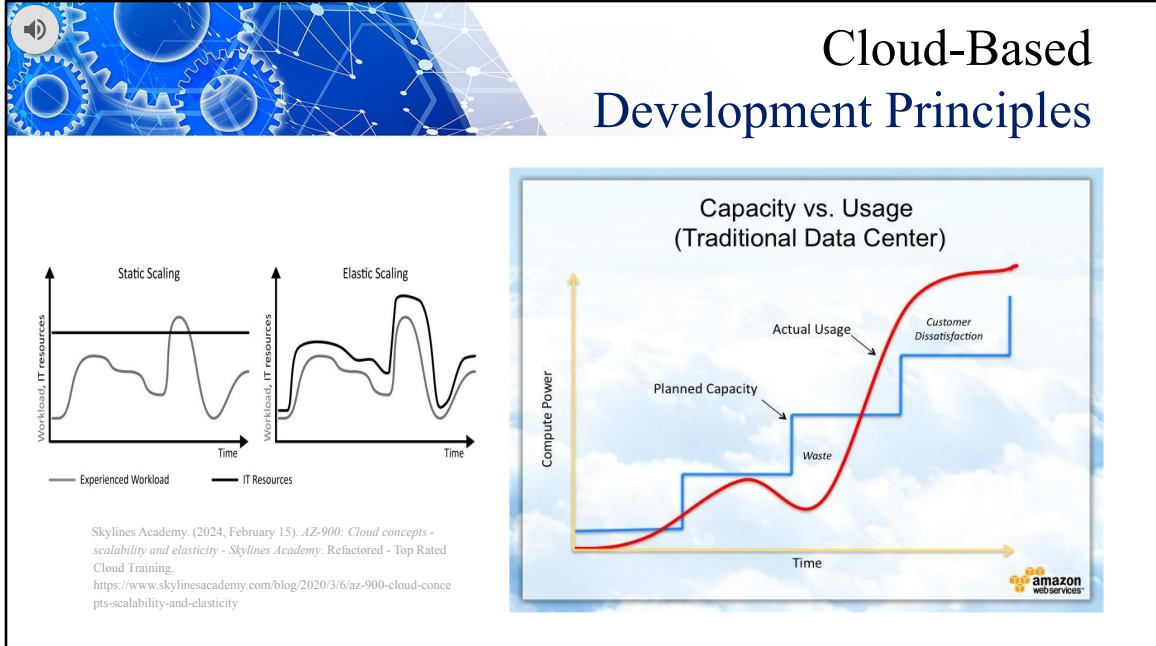 Cloud-Based
Development Principles
Static Scaling
Workload, IT resources
Time
Elastic Scaling
Workload, IT resources
Time
Experienced Workload
IT Resources
Skylines Academy. (2024, February 15). AZ-900: Cloud concepts -
scalability and elasticity - Skylines Academy. Refactored - Top Rated
Cloud Training.
https://www.skylinesacademy.com/blog/2020/3/6/az-900-cloud-conce
pts-scalability-and-elasticity
Capacity vs. Usage
(Traditional Data Center)
Compute Power
Actual Usage
Customer
Dissatisfaction
Planned Capacity
Waste
Time
amazon
webservices™